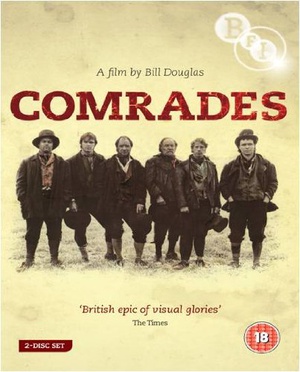 BFI
A film by Bill Douglas
COMRADES
‘British epic of visual glories’
The Times
2-DISC SET
18